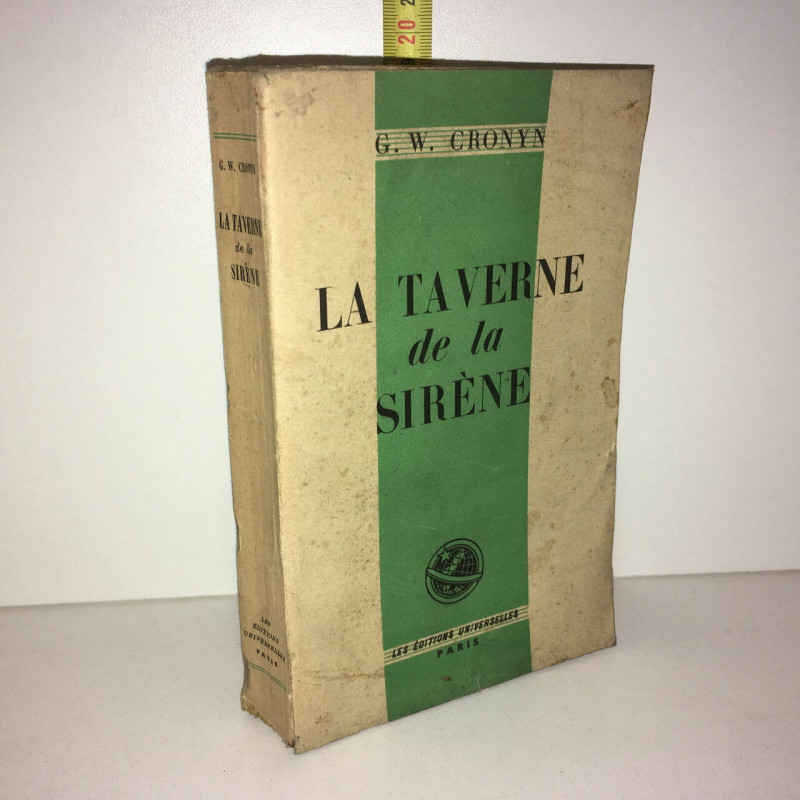 20
G. W. CRONYN
LA TAVERNE
de la
SIRÈNE
LES ÉDITIONS UNIVERSELLES
PARIS
G. W. CRONYN
LA TAVERNE
de la
SIRÈNE
LES
ÉDITIONS
UNIVERSELLES
PARIS